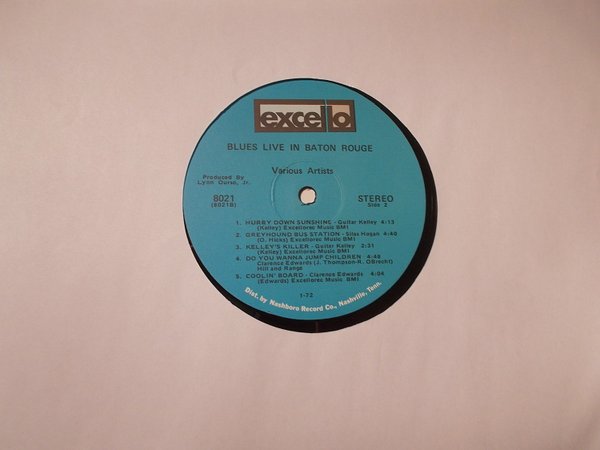 excello
BLUES LIVE IN BATON ROUGE
Various Artists
Produced By
Lynn Ourso, Jr.
8021
(8021B)
STEREO
Side 2
1. HURRY DOWN SUNSHINE - Guitar Kelley 4:13
(Kelley) Excellorec Music BMI
2. GREYHOUND BUS STATION - Silas Hogan 4:40
(O. Hicks) Excellorec Music BMI
3. KELLEY'S KILLER - Guitar Kelley 2:31
(Kelley) Excellorec Music BMI
4. DO YOU WANNA JUMP CHILDREN 4:48
Clarence Edwards (J. Thompson-R. OBrecht)
Hill and Range
5. COOLIN' BOARD - Clarence Edwards 4:04
(Edwards) Excellorec Music BMI
1-72
Dist. by Nashboro Record Co., Nashville, Tenn.